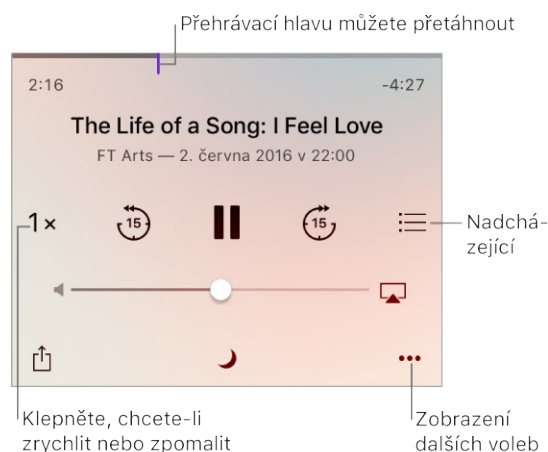 Přehrávací hlavu můžete přetáhnout
2:16
-4:27
The Life of a Song: I Feel Love
FT Arts — 2. června 2016 v 22:00
1×
15
15
Nadchá-
zející
Klepněte, chcete-li
zrychlit nebo zpomalit
Zobrazení
dalších voleb